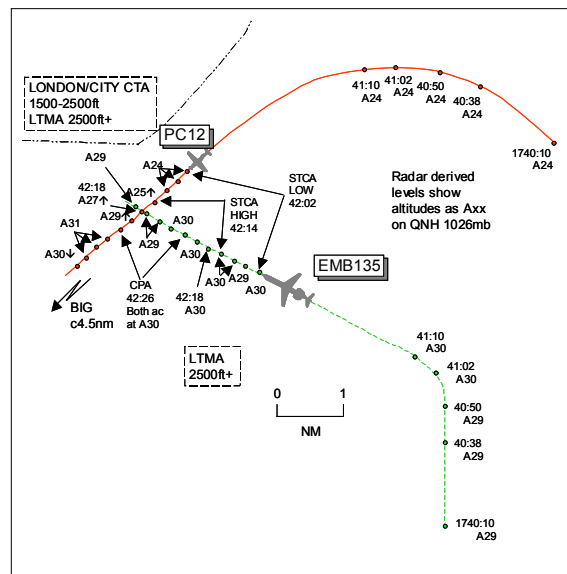 LONDON/CITY CTA
1500-2500ft
LTMA 2500ft+
PC12
41:10
A24
41:02
A24
40:50
A24
40:38
A24
1740:10
A24
A29
42:18
A27↑
A29↑
A31
A30↓
A24
A25↑
STCA
LOW
42:02
STCA
HIGH
42:14
Radar derived
levels show
altitudes as Axx
on QNH 1026mb
A29
A30
A30
A30
A29
A30
EMB135
BIG
c4.5nm
CPA
42:26
Both ac
at A30
42:18
A30
LTMA
2500ft+
0 1
NM
41:10
A30
41:02
A30
40:50
A29
40:38
A29
1740:10
A29